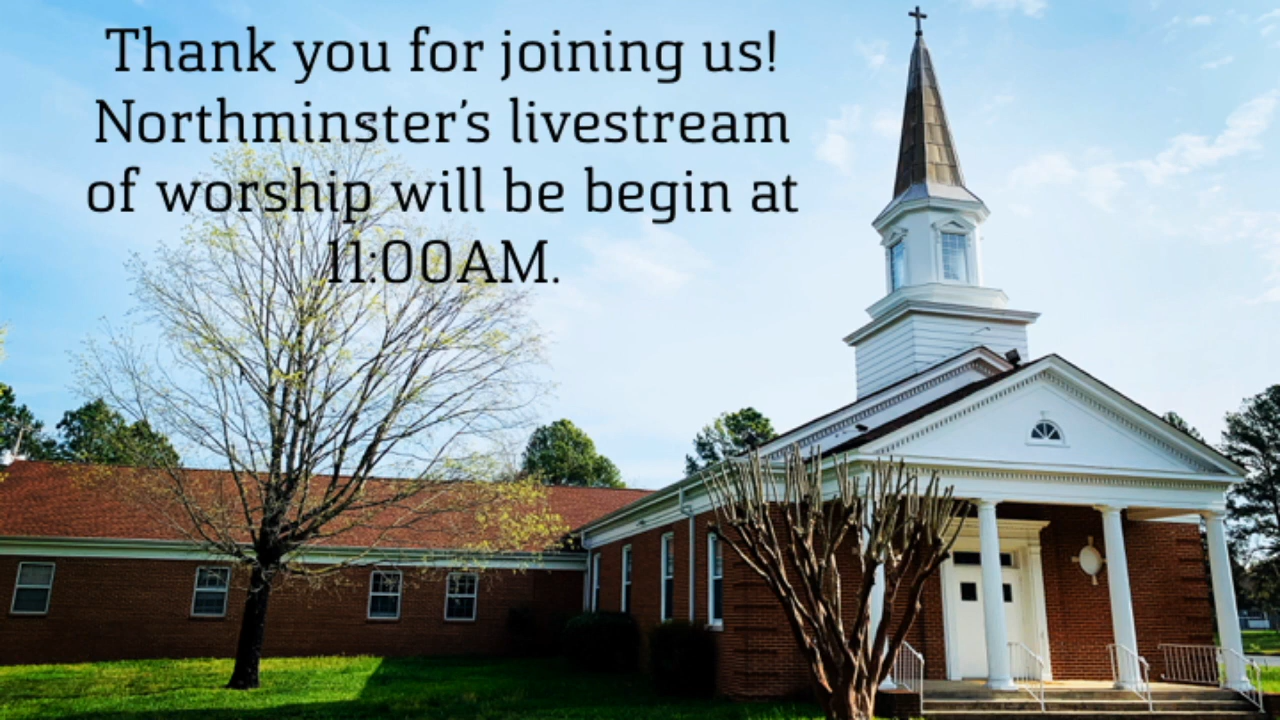 Thank you for joining us!
Northminster's livestream
of worship will be begin at
11:00AM.